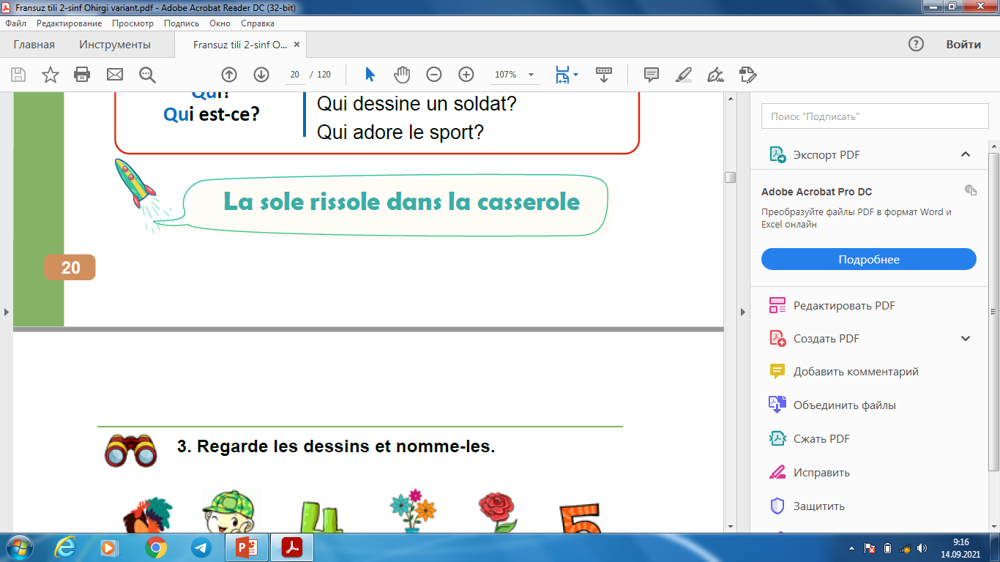 Fransuz tili 2-sinf Ohirgi variant.pdf - Adobe Acrobat Reader DC (32-bit)
Файл Редактирование Просмотр Подпись Окно Справка
Главная Инструменты Fransuz tili 2-sinf O... × Войти
20 / 120 107%
Qui?
Qui est-ce?
Qui dessine un soldat?
Qui adore le sport?
La sole rissole dans la casserole
20
3. Regarde les dessins et nomme-les.
4 5
Поиск "Подписать"
Экспорт PDF
Adobe Acrobat Pro DC
Преобразуйте файлы PDF в формат Word и
Excel онлайн
Подробнее
Редактировать PDF
Создать PDF
Добавить комментарий
Объединить файлы
Сжать PDF
Исправить
Защитить
9:16
14.09.2021